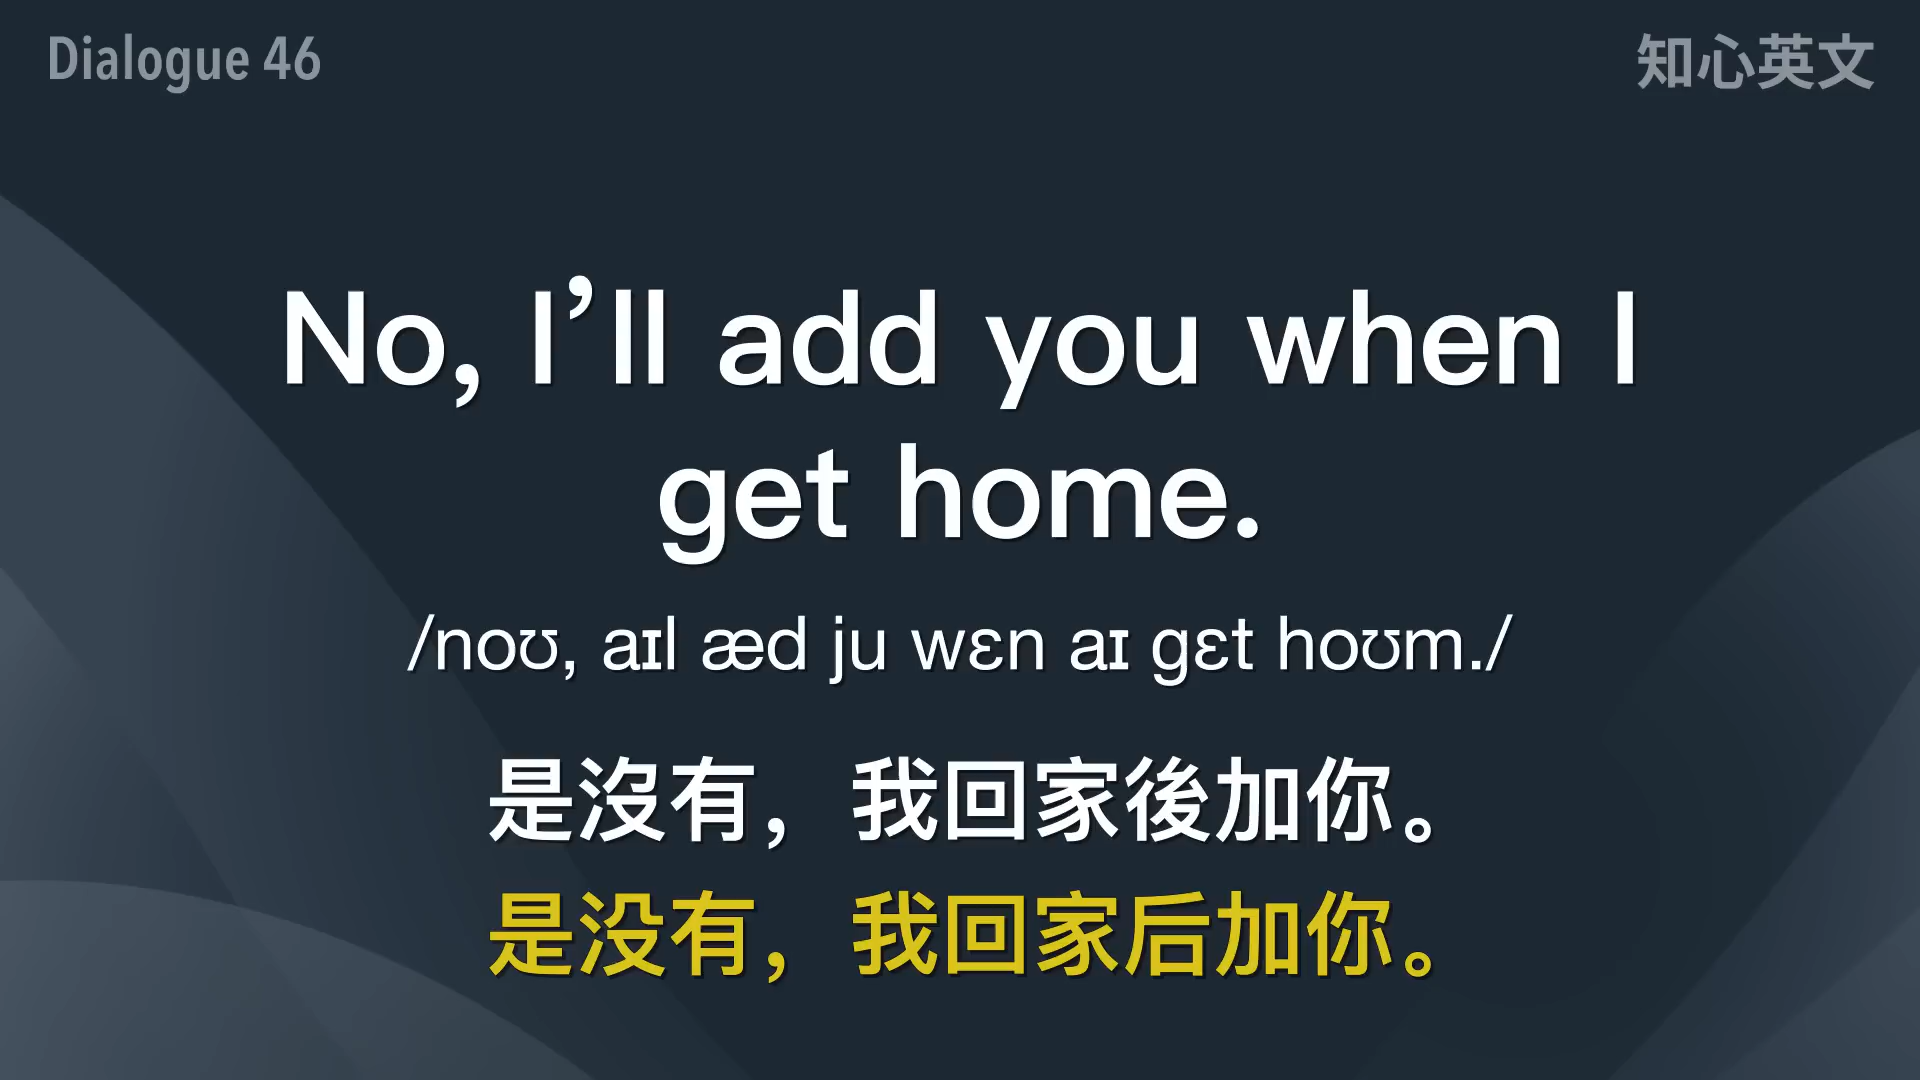 Dialogue 46
知心英文
No, I’ll add you when I
get home.
/noʊ, aɪl æd ju wɛn aɪ gɛt hoʊm./
是沒有，我回家後加你。
是没有，我回家后加你。